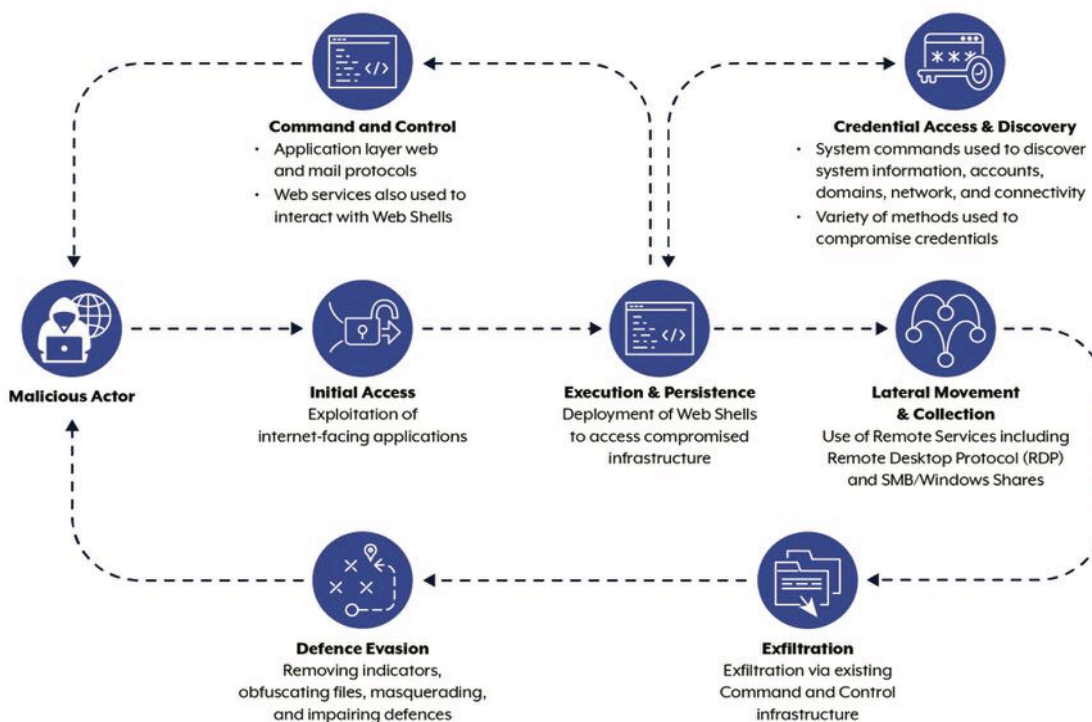 Command and Control
· Application layer web
and mail protocols
· Web services also used to
interact with Web Shells
Credential Access & Discovery
· System commands used to discover
system information, accounts,
domains, network, and connectivity
· Variety of methods used to
compromise credentials
Malicious Actor
Initial Access
Exploitation of
internet-facing applications
Execution & Persistence
Deployment of Web Shells
to access compromised
infrastructure
Lateral Movement
& Collection
Use of Remote Services including
Remote Desktop Protocol (RDP)
and SMB/Windows Shares
Defence Evasion
Removing indicators,
obfuscating files, masquerading,
and impairing defences
Exfiltration
Exfiltration via existing
Command and Control
infrastructure